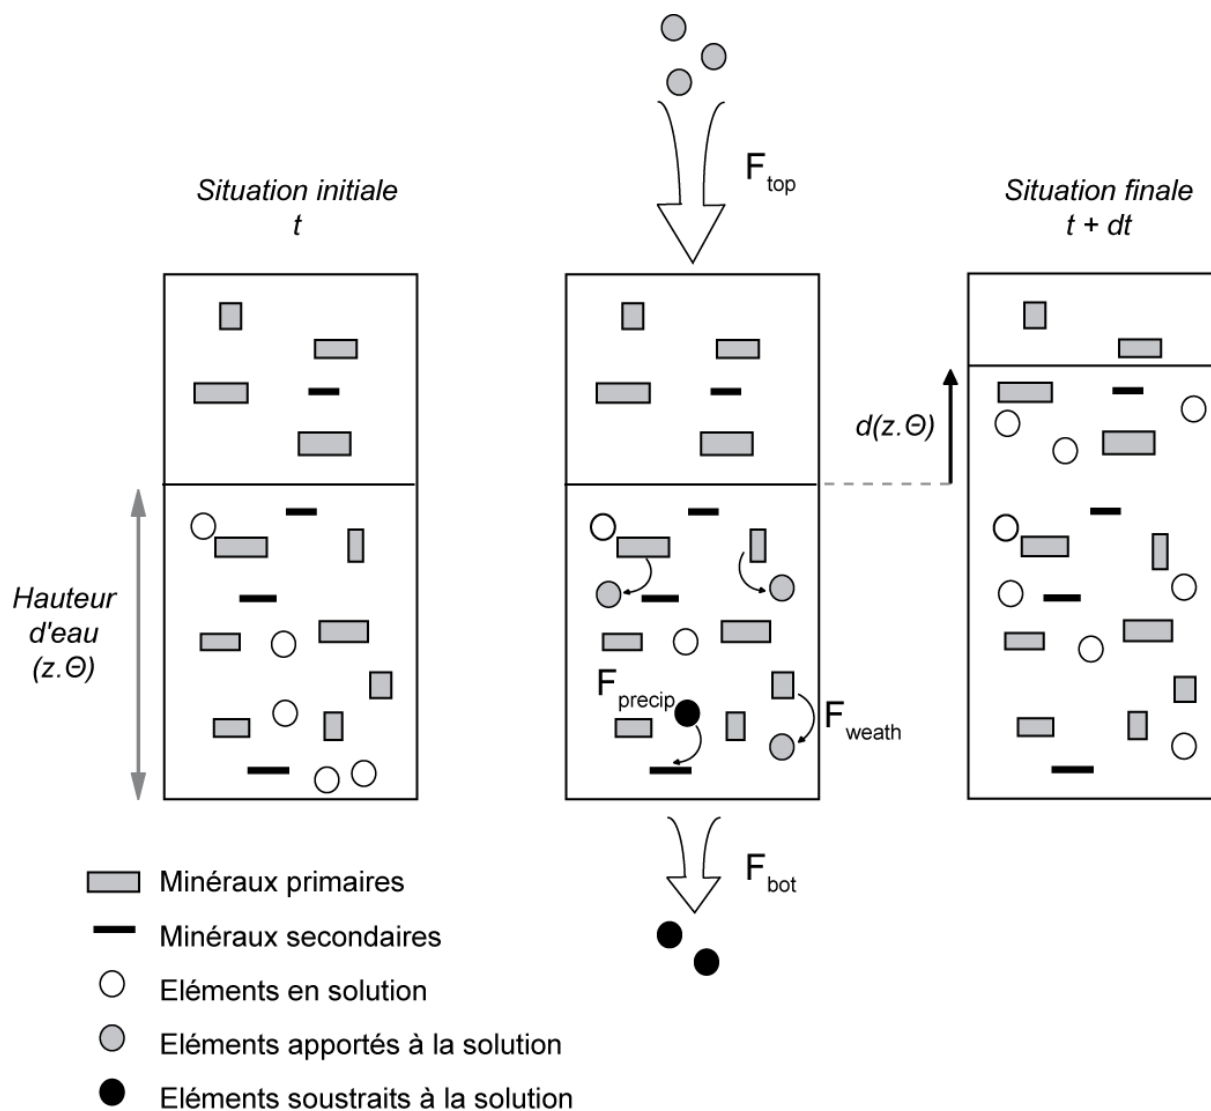 F top
Situation initiale
t
Situation finale
t + dt
d(z.Θ)
Hauteur
d'eau
(z.Θ)
F precip
F weath
F bot
Minéraux primaires
Minéraux secondaires
Eléments en solution
Eléments apportés à la solution
Eléments soustraits à la solution